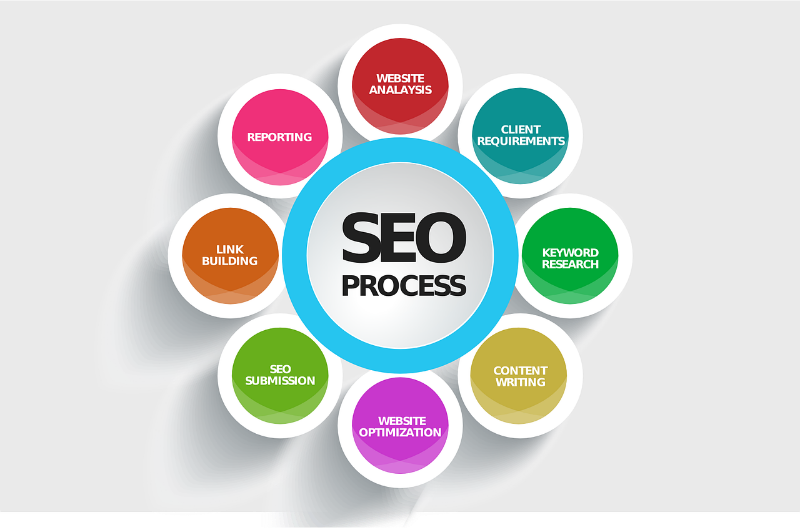 WEBSITE
ANALAYSIS
CLIENT
REQUIREMENTS
KEYWORD
RESEARCH
CONTENT
WRITING
WEBSITE
OPTIMIZATION
SEO
SUBMISSION
LINK
BUILDING
REPORTING
SEO
PROCESS